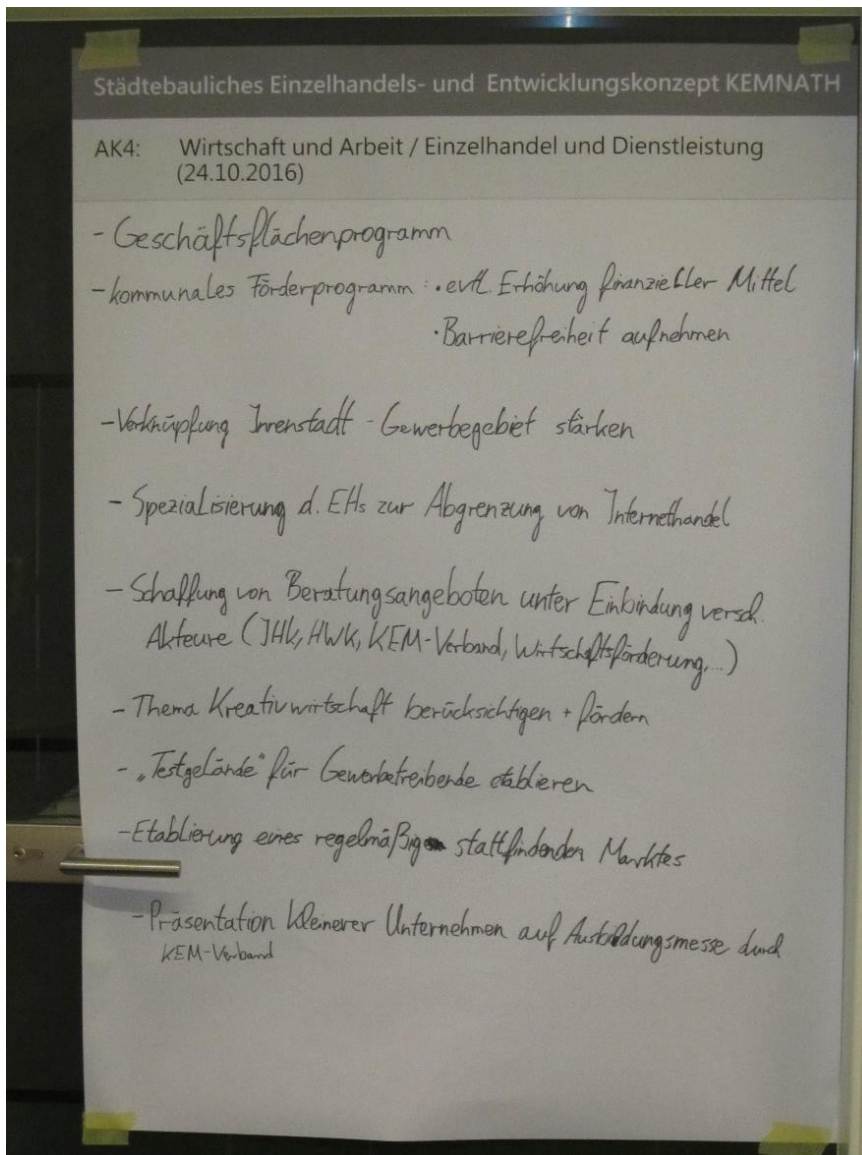 Städtebauliches Einzelhandels- und Entwicklungskonzept KEMNATH
AK4: Wirtschaft und Arbeit / Einzelhandel und Dienstleistung
(24.10.2016)
- Geschäftsflächenprogramm
- kommunales Förderprogramm : • evtl. Erhöhung finanzieller Mittel
• Barrierefreiheit aufnehmen
- Verknüpfung Innenstadt - Gewerbegebiet stärken
- Spezialisierung d. EHs zur Abgrenzung von Internethandel
- Schaffung von Beratungsangeboten unter Einbindung versch.
Akteure (IHK, HWK, KEM-Verband, Wirtschaftsförderung,...)
- Thema Kreativwirtschaft berücksichtigen + fördern
- „Testgelände" für Gewerbetreibende etablieren
- Etablierung eines regelmäßig stattfindenden Marktes
- Präsentation kleinerer Unternehmen auf Ausbildungsmesse durch
KEM-Verband